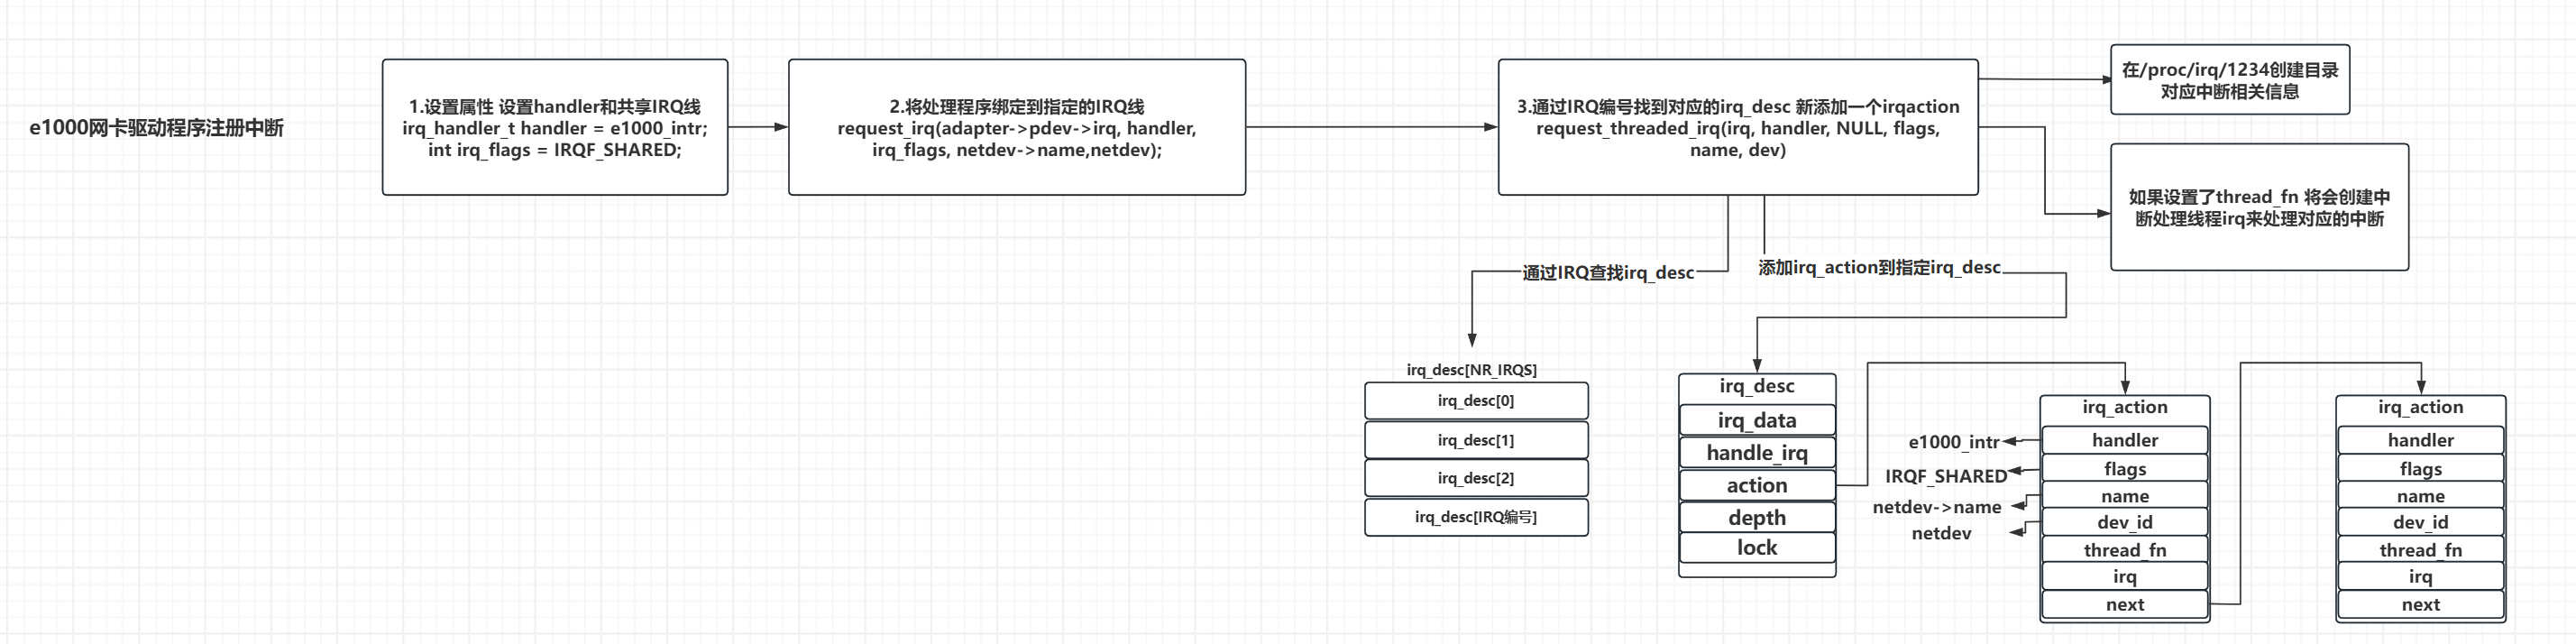 e1000网卡驱动程序注册中断
1.设置属性 设置handler和共享IRQ线
irq_handler_t handler = e1000_intr;
int irq_flags = IRQF_SHARED;
2.将处理程序绑定到指定的IRQ线
request_irq(adapter->pdev->irq, handler,
irq_flags, netdev->name,netdev);
3.通过IRQ编号找到对应的irq_desc 新添加一个irqaction
request_threaded_irq(irq, handler, NULL, flags,
name, dev)
在/proc/irq/1234创建目录
对应中断相关信息
如果设置了thread_fn 将会创建中
断处理线程irq来处理对应的中断
通过IRQ查找irq_desc
添加irq_action到指定irq_desc
irq_desc[NR_IRQS]
irq_desc[0]
irq_desc[1]
irq_desc[2]
irq_desc[IRQ编号]
irq_desc
irq_data
handle_irq
action
depth
lock
e1000_intr
IRQF_SHARED
netdev->name
netdev
irq_action
handler
flags
name
dev_id
thread_fn
irq
next
irq_action
handler
flags
name
dev_id
thread_fn
irq
next